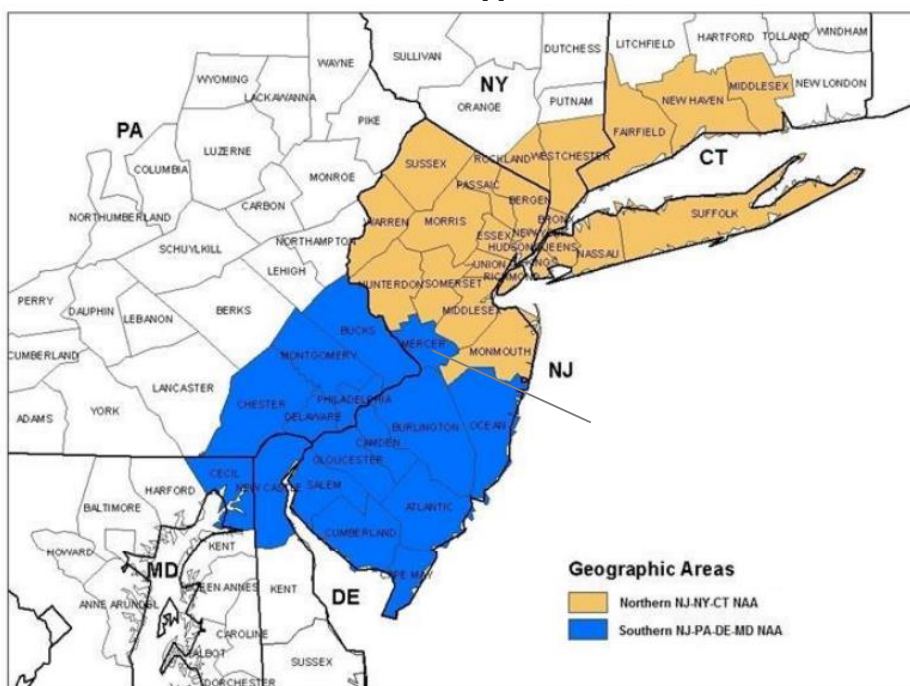 HARTFORD
TOLLAND
WINDHAM
LITCHFIELD
DUTCHESS
SULLIVAN
WAYNE
NY
WYOMING
LACKAWANNA
MIDDLESEX
NEW LONDON
NEW HAVEN
ORANGE
PUTNAM
PIKE
PA
FAIRFIELD
LUZERNE
CT
ROCKLAND
WESTCHESTER
SUSSEX
COLUMBIA
MONROE
PASSAIC
BERGEN
CARBON
NORTHUMBERLAND
WARREN
MORRIS
BRONX
SUFFOLK
ESSEX
NORTHAMPTON
SCHUYLKILL
HUDSON
QUEENS
NASSAU
UNION
LEHIGH
RICHMOND
HUNTERDON
SOMERSET
PERRY
DAUPHIN
LEBANON
BERKS
MIDDLESEX
BUCKS
MERCER
MONMOUTH
CUMBERLAND
MONTGOMERY
NJ
LANCASTER
PHILADELPHIA
CHESTER
YORK
ADAMS
DELAWARE
BURLINGTON
OCEAN
CAMDEN
GLOUCESTER
CECIL
NEW CASTLE
SALEM
HARFORD
BALTIMORE
ATLANTIC
CUMBERLAND
KENT
HOWARD
MD
CAPE MAY
Geographic Areas
QUEEN ANNES
KENT
DE
ANNE ARUNDEL
Northern NJ-NY-CT NAA
Southern NJ-PA-DE-MD NAA
CAROLINE
TALBOT
SUSSEX
DORCHESTER